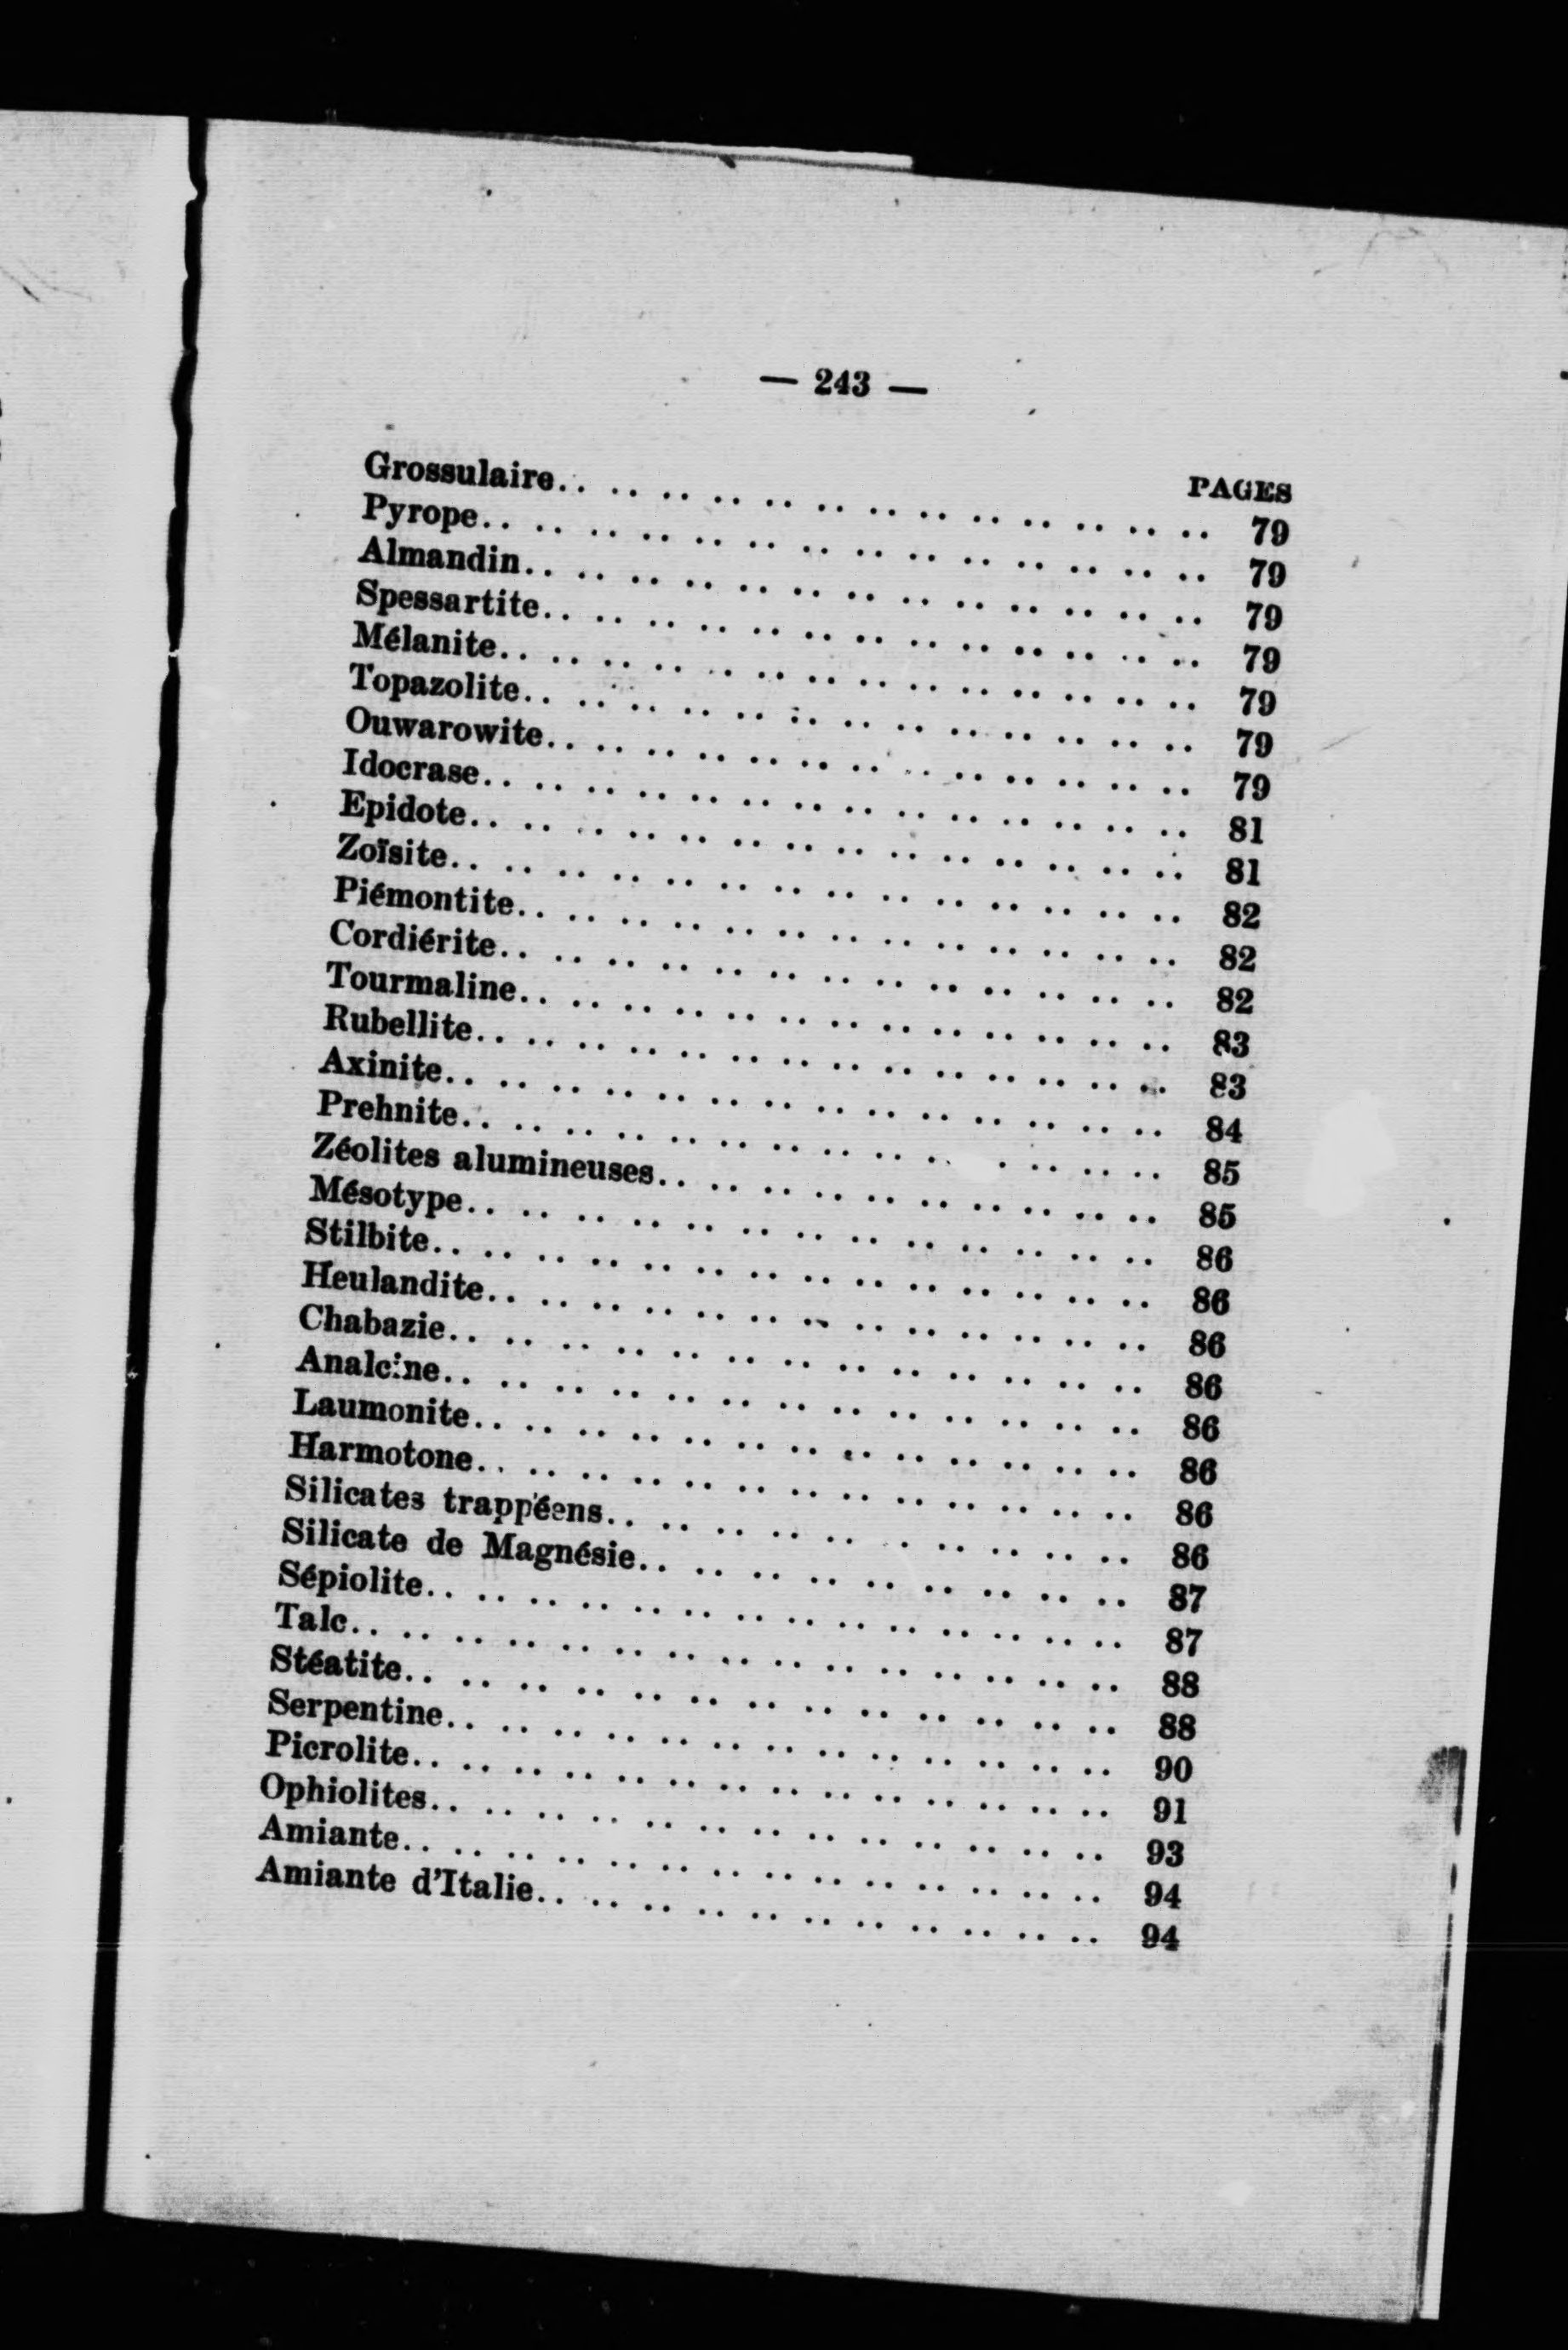 — 243 —
PAGES
Grossulaire.. .. .. .. .. .. .. .. .. .. .. .. .. 79
Pyrope.. .. .. .. .. .. .. .. .. .. .. .. .. .. 79
Almandin.. .. .. .. .. .. .. .. .. .. .. .. .. 79
Spessartite.. .. .. .. .. .. .. .. .. .. .. .. .. 79
Mélanite.. .. .. .. .. .. .. .. .. .. .. .. .. .. 79
Topazolite.. .. .. .. .. .. .. .. .. .. .. .. .. 79
Ouwarowite.. .. .. .. .. .. .. .. .. .. .. .. .. 79
Idocrase.. .. .. .. .. .. .. .. .. .. .. .. .. .. 81
Epidote.. .. .. .. .. .. .. .. .. .. .. .. .. .. 81
Zoïsite.. .. .. .. .. .. .. .. .. .. .. .. .. .. 82
Piémontite.. .. .. .. .. .. .. .. .. .. .. .. .. 82
Cordiérite.. .. .. .. .. .. .. .. .. .. .. .. .. 82
Tourmaline.. .. .. .. .. .. .. .. .. .. .. .. .. 83
Rubellite.. .. .. .. .. .. .. .. .. .. .. .. .. .. 83
Axinite.. .. .. .. .. .. .. .. .. .. .. .. .. .. 84
Prehnite.. .. .. .. .. .. .. .. .. .. .. .. .. .. 85
Zéolites alumineuses.. .. .. .. .. .. .. .. .. .. 85
Mésotype.. .. .. .. .. .. .. .. .. .. .. .. .. 86
Stilbite.. .. .. .. .. .. .. .. .. .. .. .. .. .. 86
Heulandite.. .. .. .. .. .. .. .. .. .. .. .. .. 86
Chabazie.. .. .. .. .. .. .. .. .. .. .. .. .. 86
Analcine.. .. .. .. .. .. .. .. .. .. .. .. .. 86
Laumonite.. .. .. .. .. .. .. .. .. .. .. .. .. 86
Harmotone.. .. .. .. .. .. .. .. .. .. .. .. .. 86
Silicates trappéens.. .. .. .. .. .. .. .. .. .. 86
Silicate de Magnésie.. .. .. .. .. .. .. .. .. .. 87
Sépiolite.. .. .. .. .. .. .. .. .. .. .. .. .. .. 87
Talc.. .. .. .. .. .. .. .. .. .. .. .. .. .. .. 88
Stéatite.. .. .. .. .. .. .. .. .. .. .. .. .. 88
Serpentine.. .. .. .. .. .. .. .. .. .. .. .. .. 90
Picrolite.. .. .. .. .. .. .. .. .. .. .. .. .. .. 91
Ophiolites.. .. .. .. .. .. .. .. .. .. .. .. .. 93
Amiante.. .. .. .. .. .. .. .. .. .. .. .. .. .. 94
Amiante d'Italie.. .. .. .. .. .. .. .. .. .. .. 94